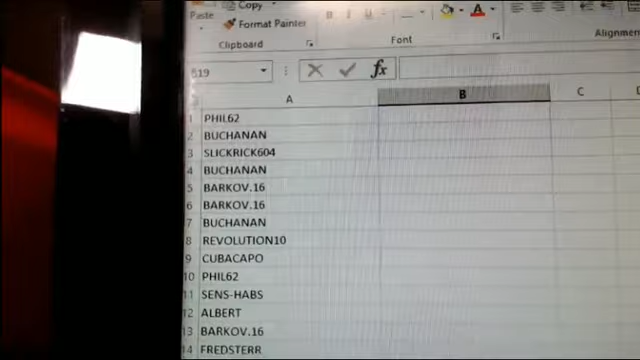 Paste
Copy
Format Painter
B I U
A
Clipboard
Font
Alignmen
G19
fx
A B C
1 PHIL62
2 BUCHANAN
3 SLICKRICK604
4 BUCHANAN
5 BARKOV.16
6 BARKOV.16
7 BUCHANAN
8 REVOLUTION10
9 CUBACAPO
10 PHIL62
11 SENS-HABS
12 ALBERT
13 BARKOV.16
14 FREDSTERR